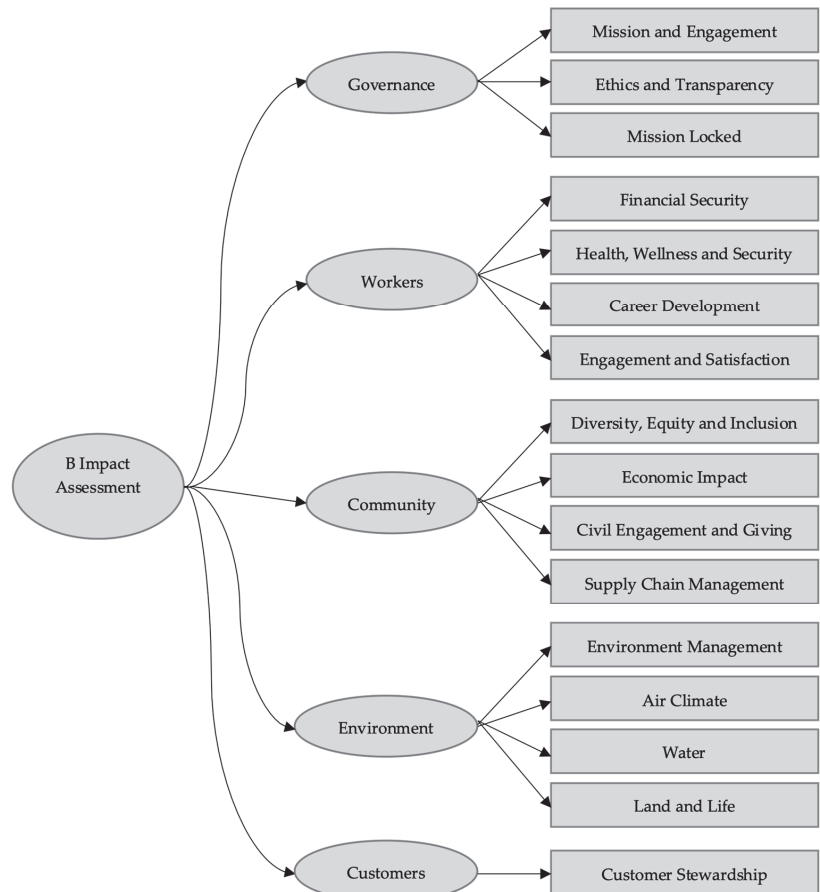 B Impact
Assessment
Governance
Mission and Engagement
Ethics and Transparency
Mission Locked
Workers
Financial Security
Health, Wellness and Security
Career Development
Engagement and Satisfaction
Community
Diversity, Equity and Inclusion
Economic Impact
Civil Engagement and Giving
Supply Chain Management
Environment
Environment Management
Air Climate
Water
Land and Life
Customers
Customer Stewardship